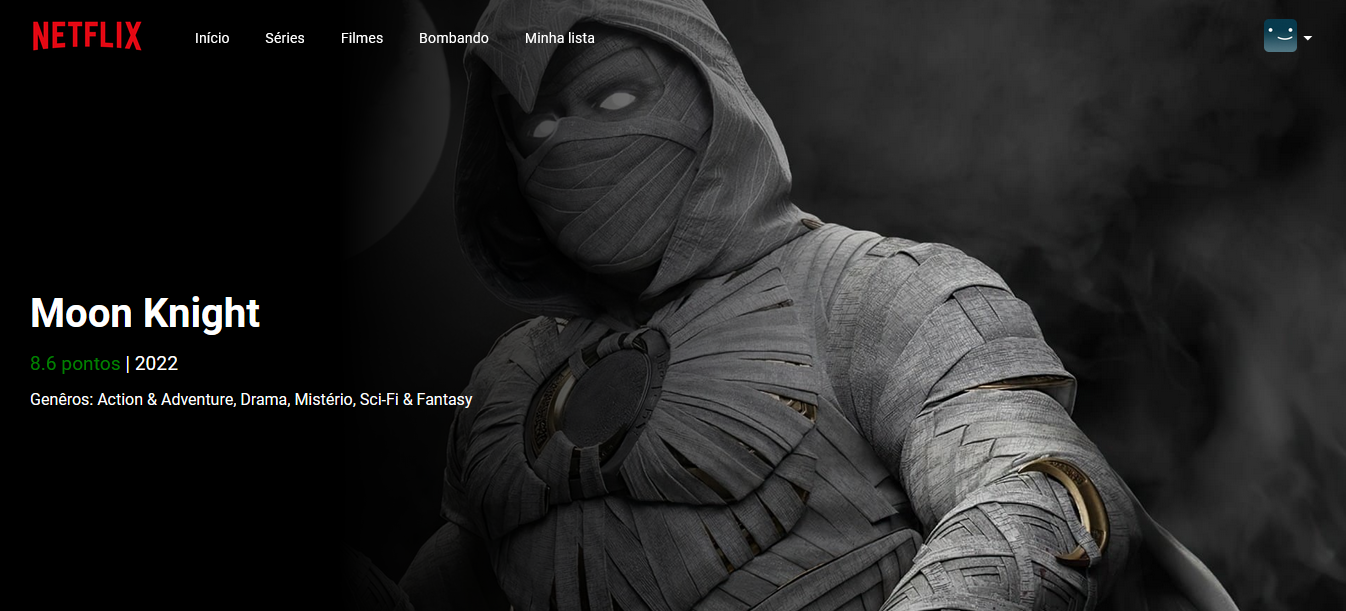 NETFLIX Início Séries Filmes Bombando Minha lista
Moon Knight
8.6 pontos | 2022
Genêros: Action & Adventure, Drama, Mistério, Sci-Fi & Fantasy